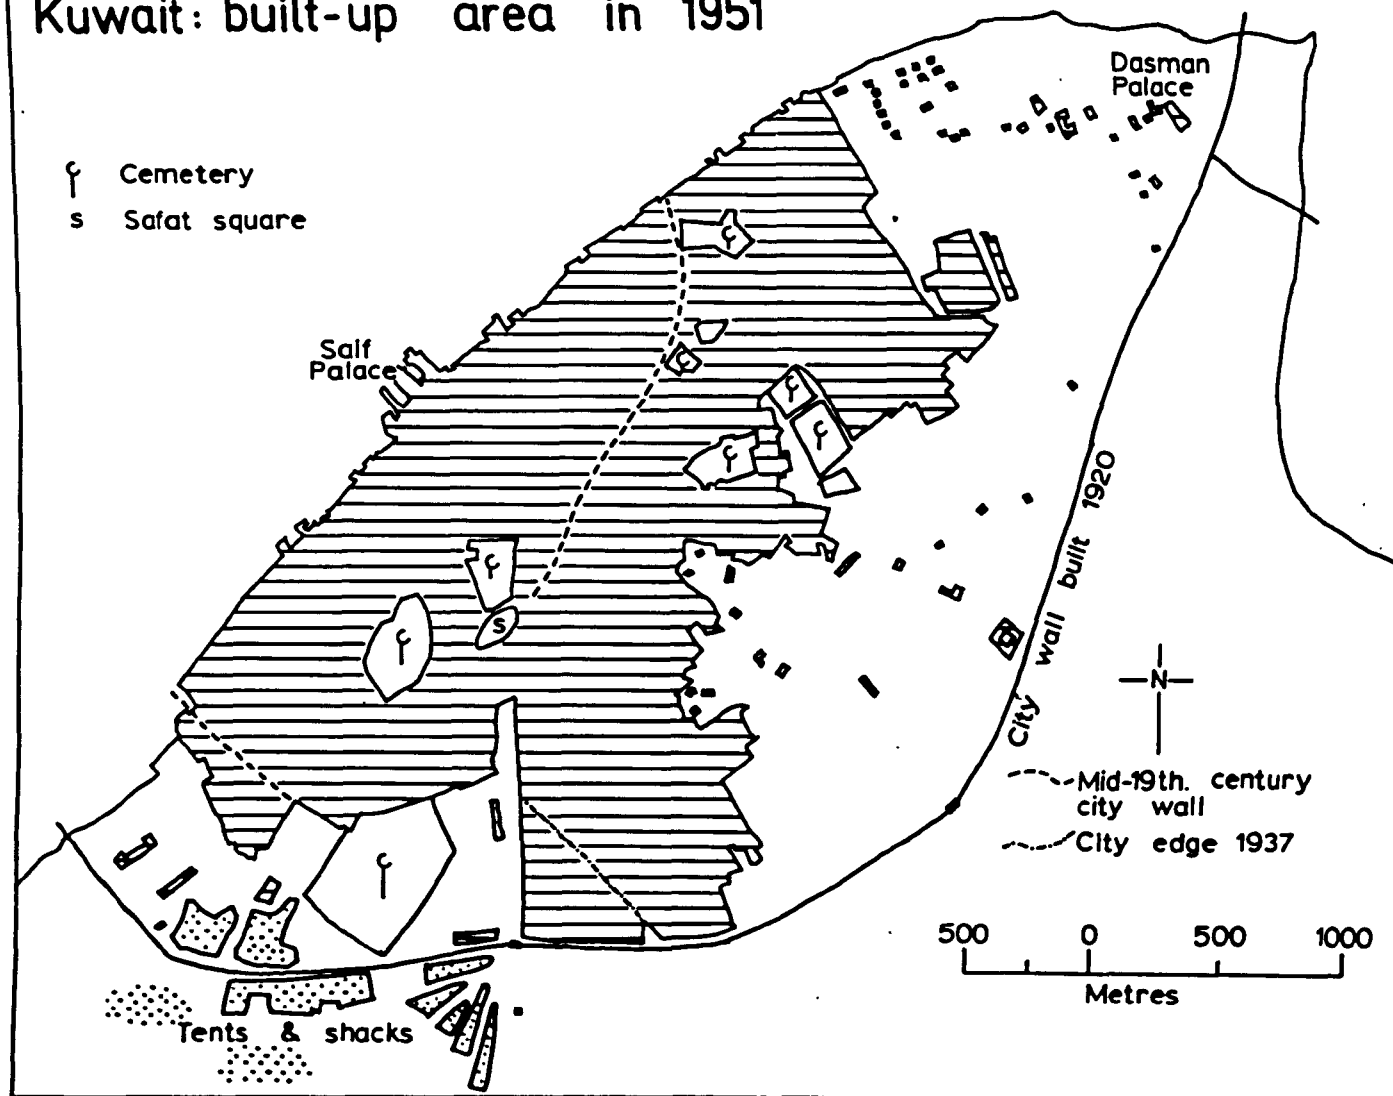 Kuwait: built-up area in 1951
Dasman
Palace
Cemetery
s Safat square
Saif
Palace
City wall built 1920
s
N
Mid-19th. century
city wall
City edge 1937
500 0 500 1000
Metres
Tents & shacks